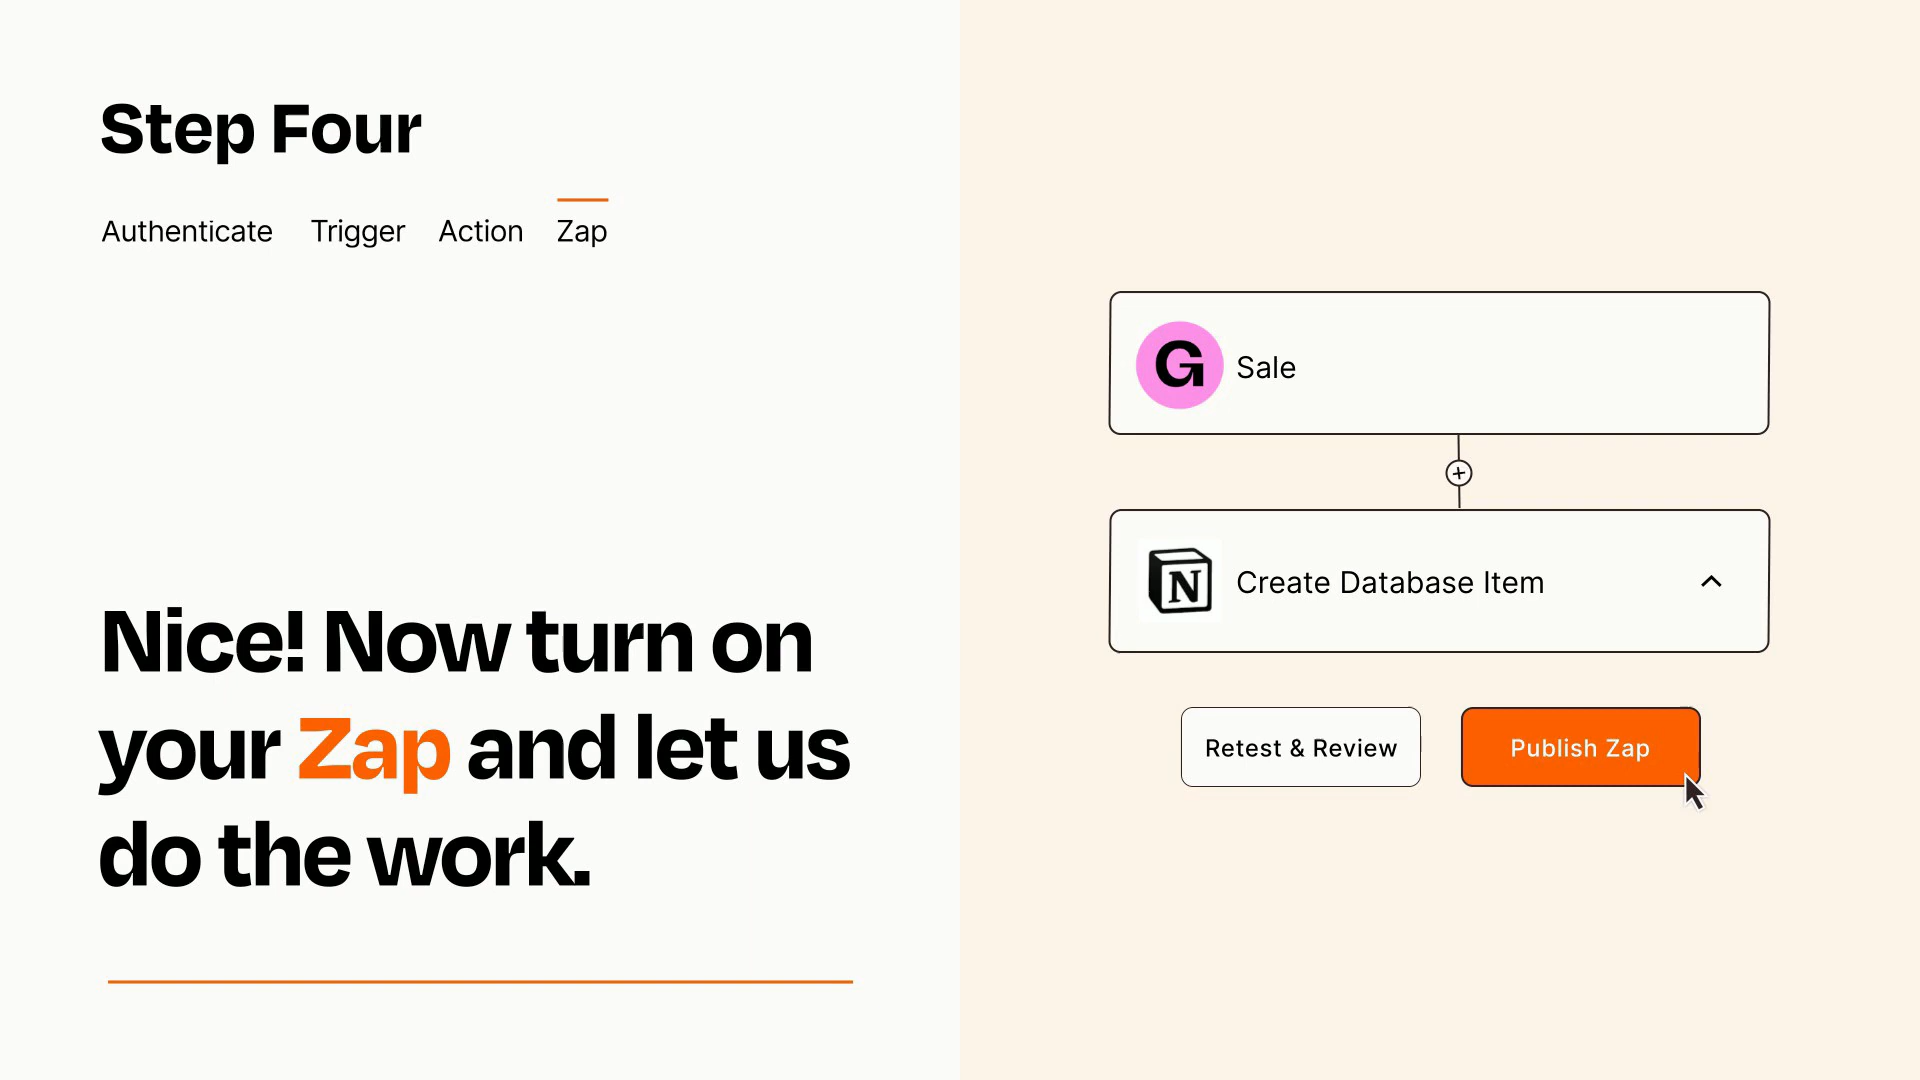 Step Four
Authenticate Trigger Action Zap
Nice! Now turn on
your Zap and let us
do the work.
G Sale
N Create Database Item
Retest & Review Publish Zap